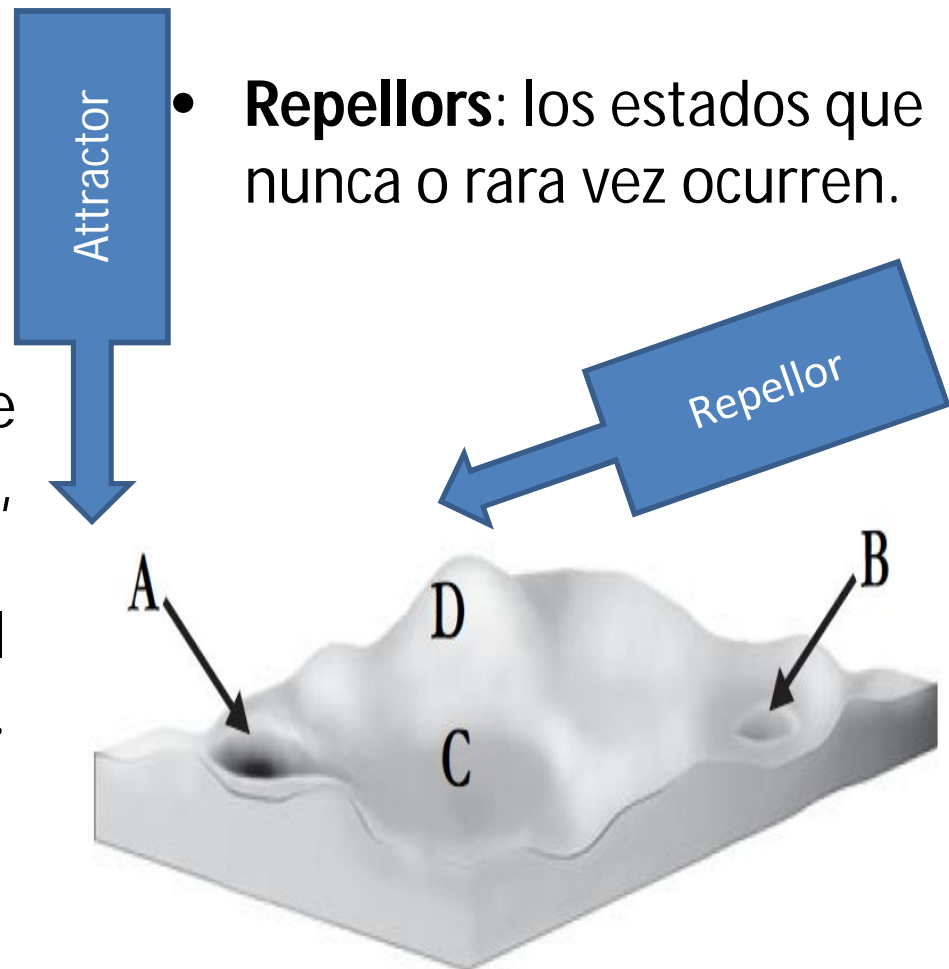 Attractor
• Repellors: los estados que
nunca o rara vez ocurren.
Repellor
e
,
l
.
A
B
D
C